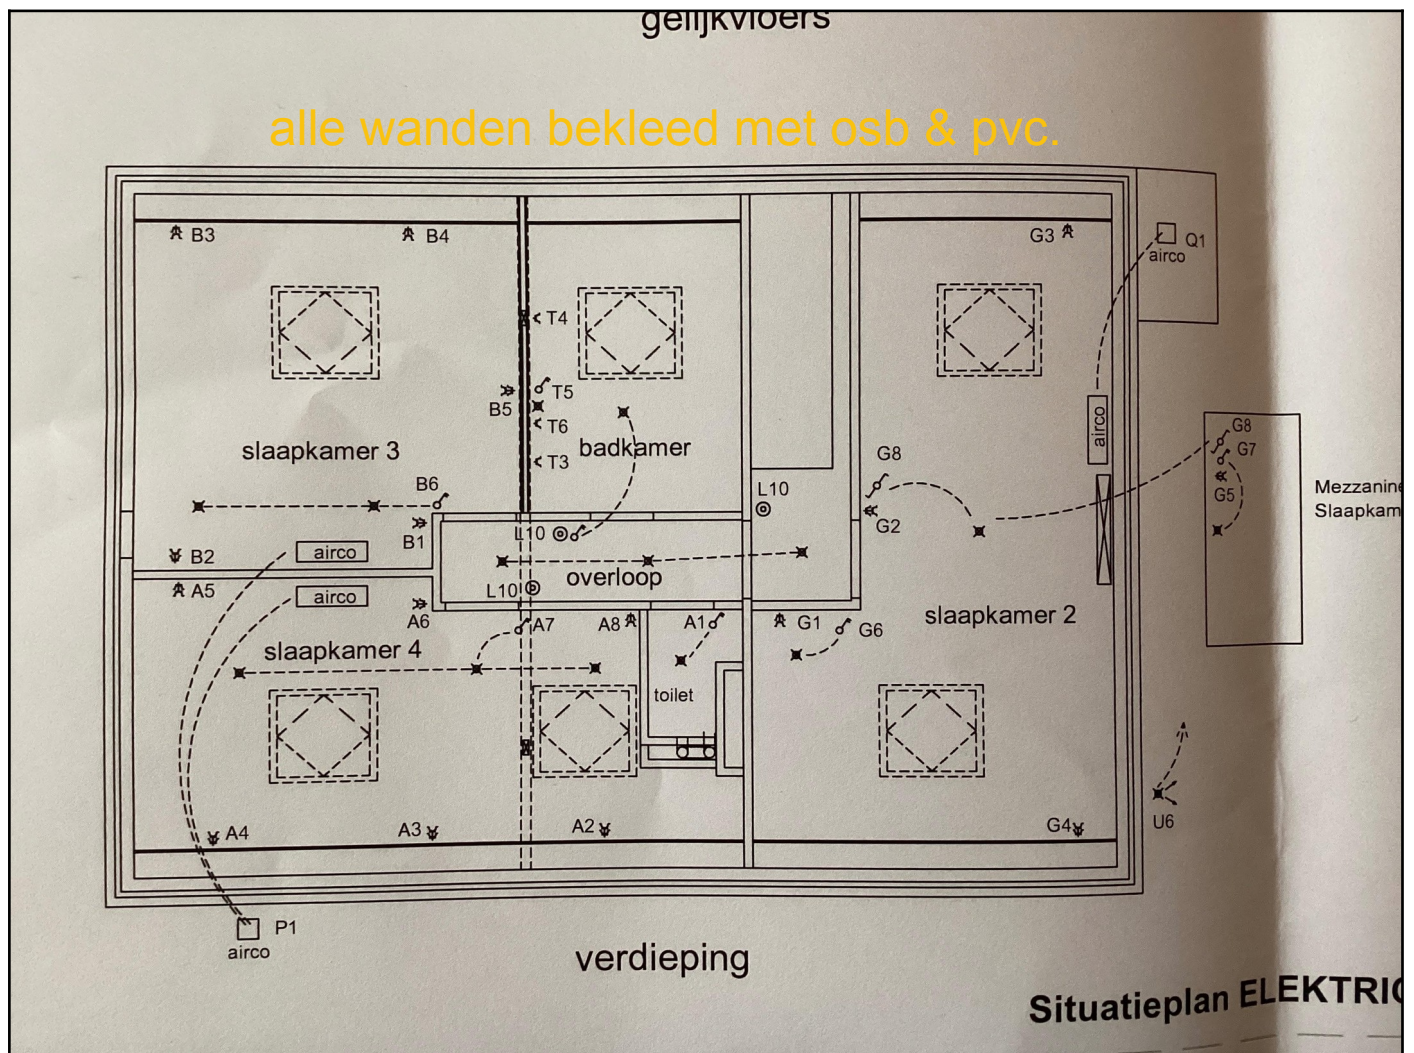 gelijkvloers
alle wanden bekleed met osb & pvc.
B3
B4
G3
Q1
airco
T4
T5
B5
T6
badkamer
T3
slaapkamer 3
airco
G8
G7
G5
Mezzanine
Slaapkam
B6
G8
L10
G2
B1
L10
B2
airco
overloop
A5
airco
L10
A6
A7
A8
A1
G1
G6
slaapkamer 2
slaapkamer 4
toilet
A4
A3
A2
G4
U6
P1
airco
verdieping
Situatieplan ELEKTRIC